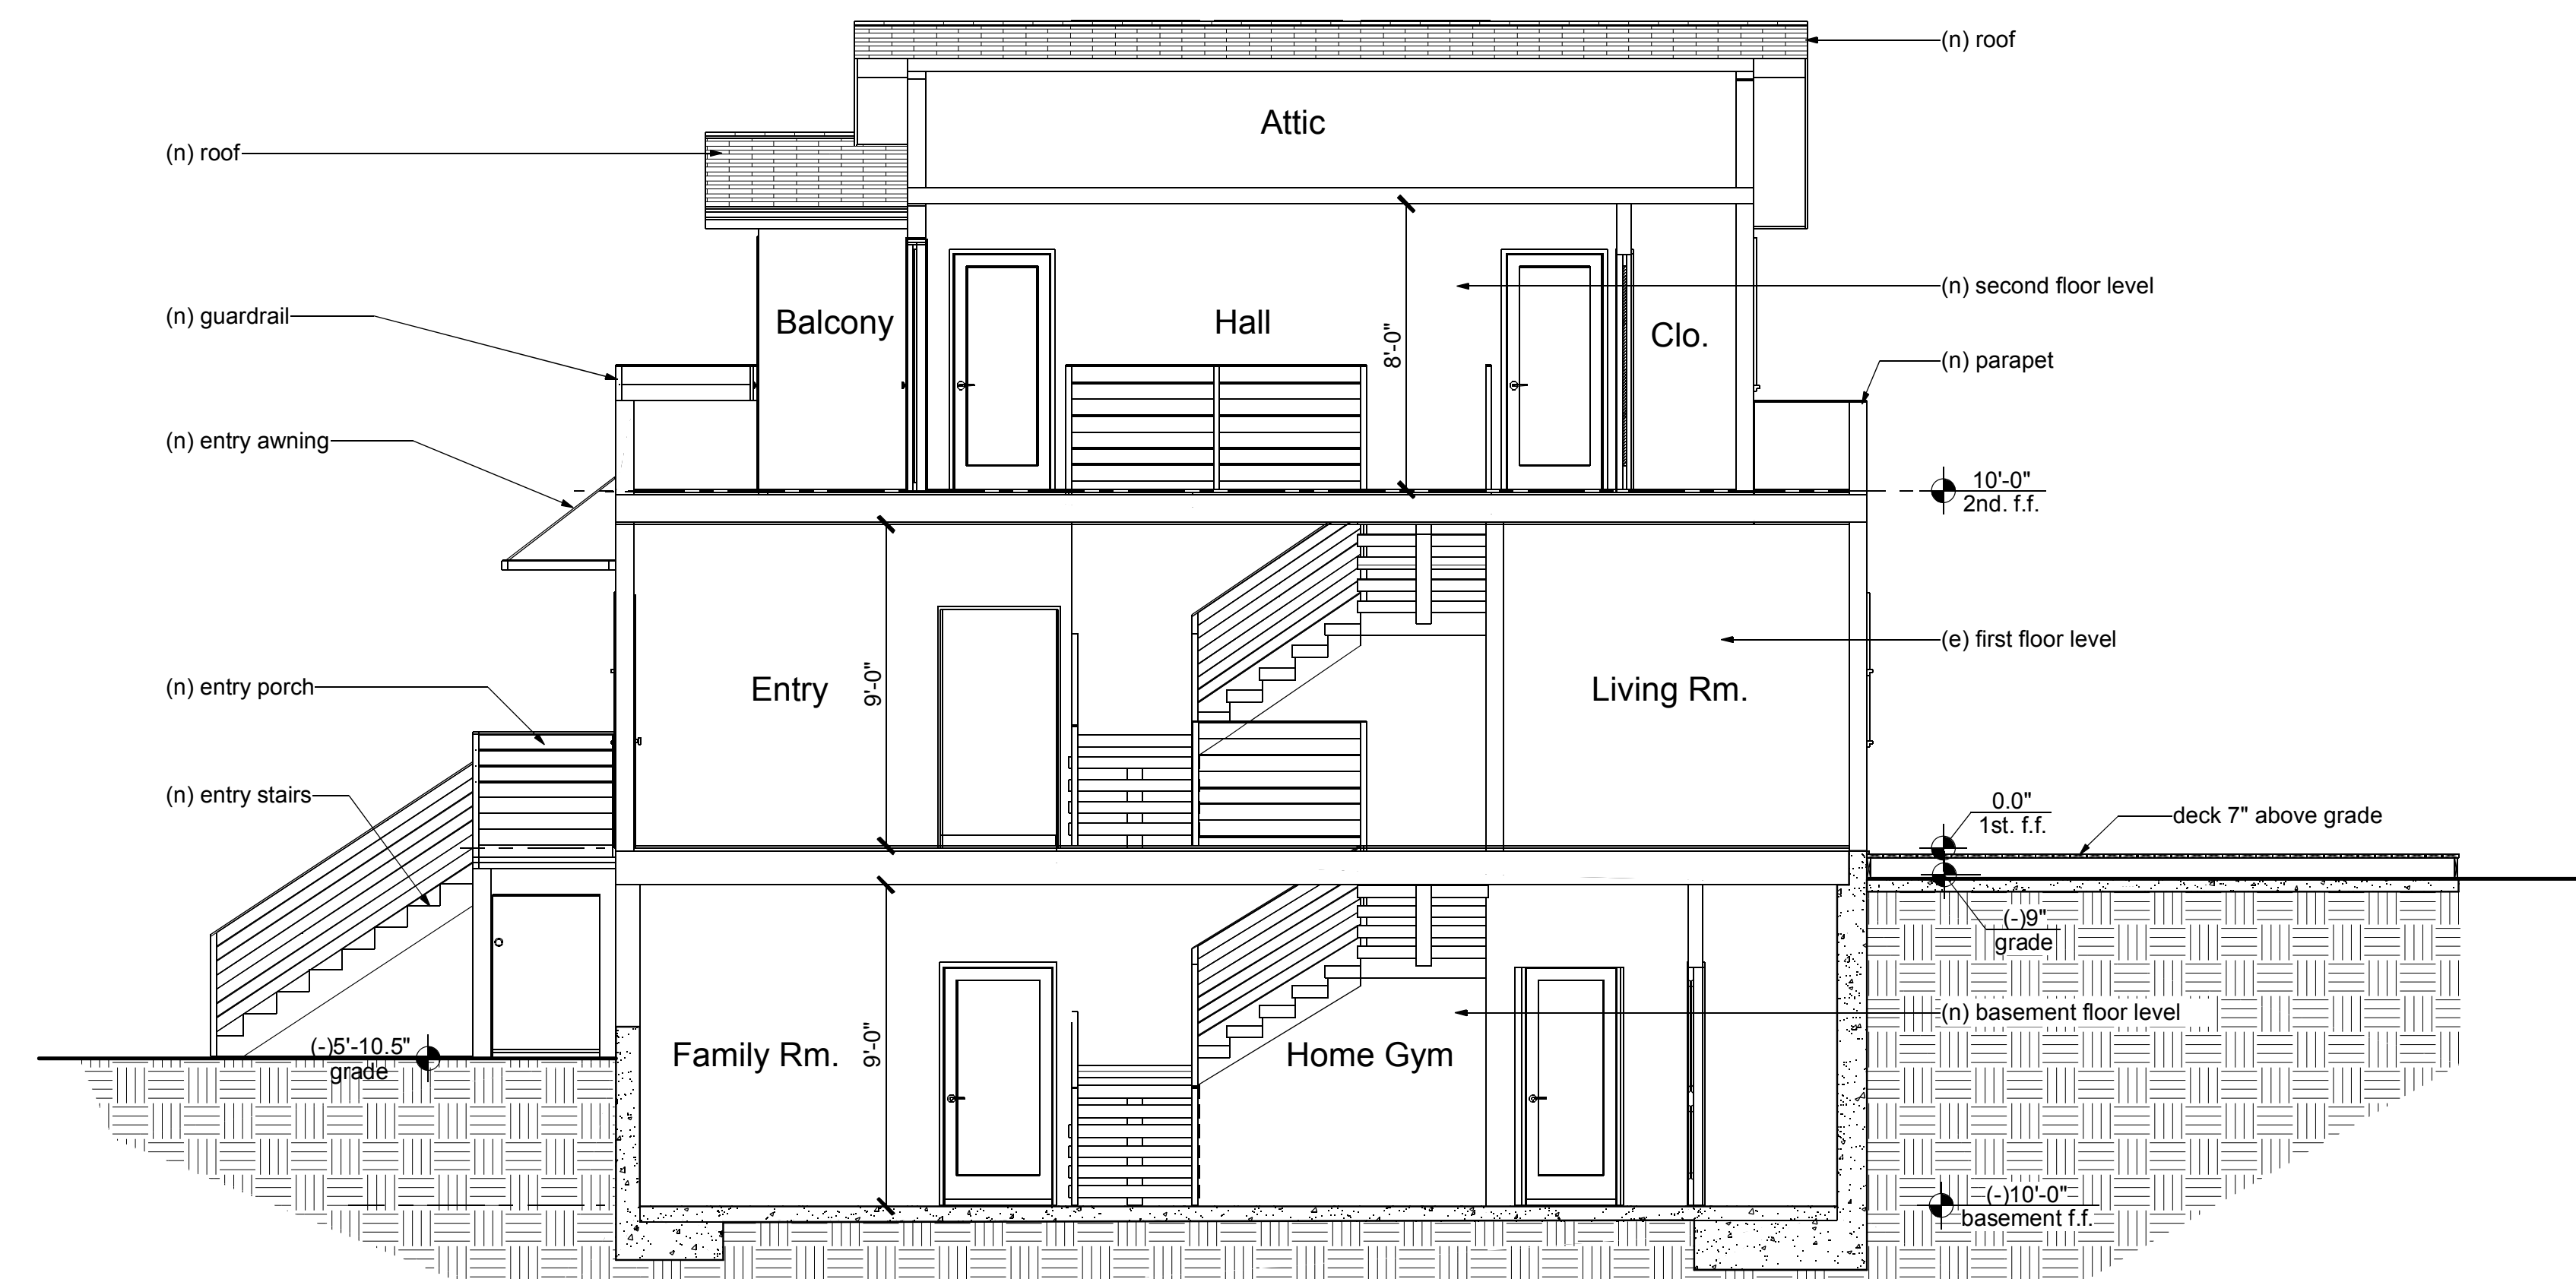 (n) roof
Attic
(n) roof
(n) second floor level
(n) guardrail
Balcony
Hall
8'-0"
Clo.
(n) parapet
(n) entry awning
10'-0"
2nd. f.f.
(e) first floor level
(n) entry porch
Entry
9'-0"
Living Rm.
(n) entry stairs
0.0"
1st. f.f.
deck 7" above grade
(-)9"
grade
(n) basement floor level
(-)5'-10.5"
grade
Family Rm.
9'-0"
Home Gym
(-)10'-0"
basement f.f.